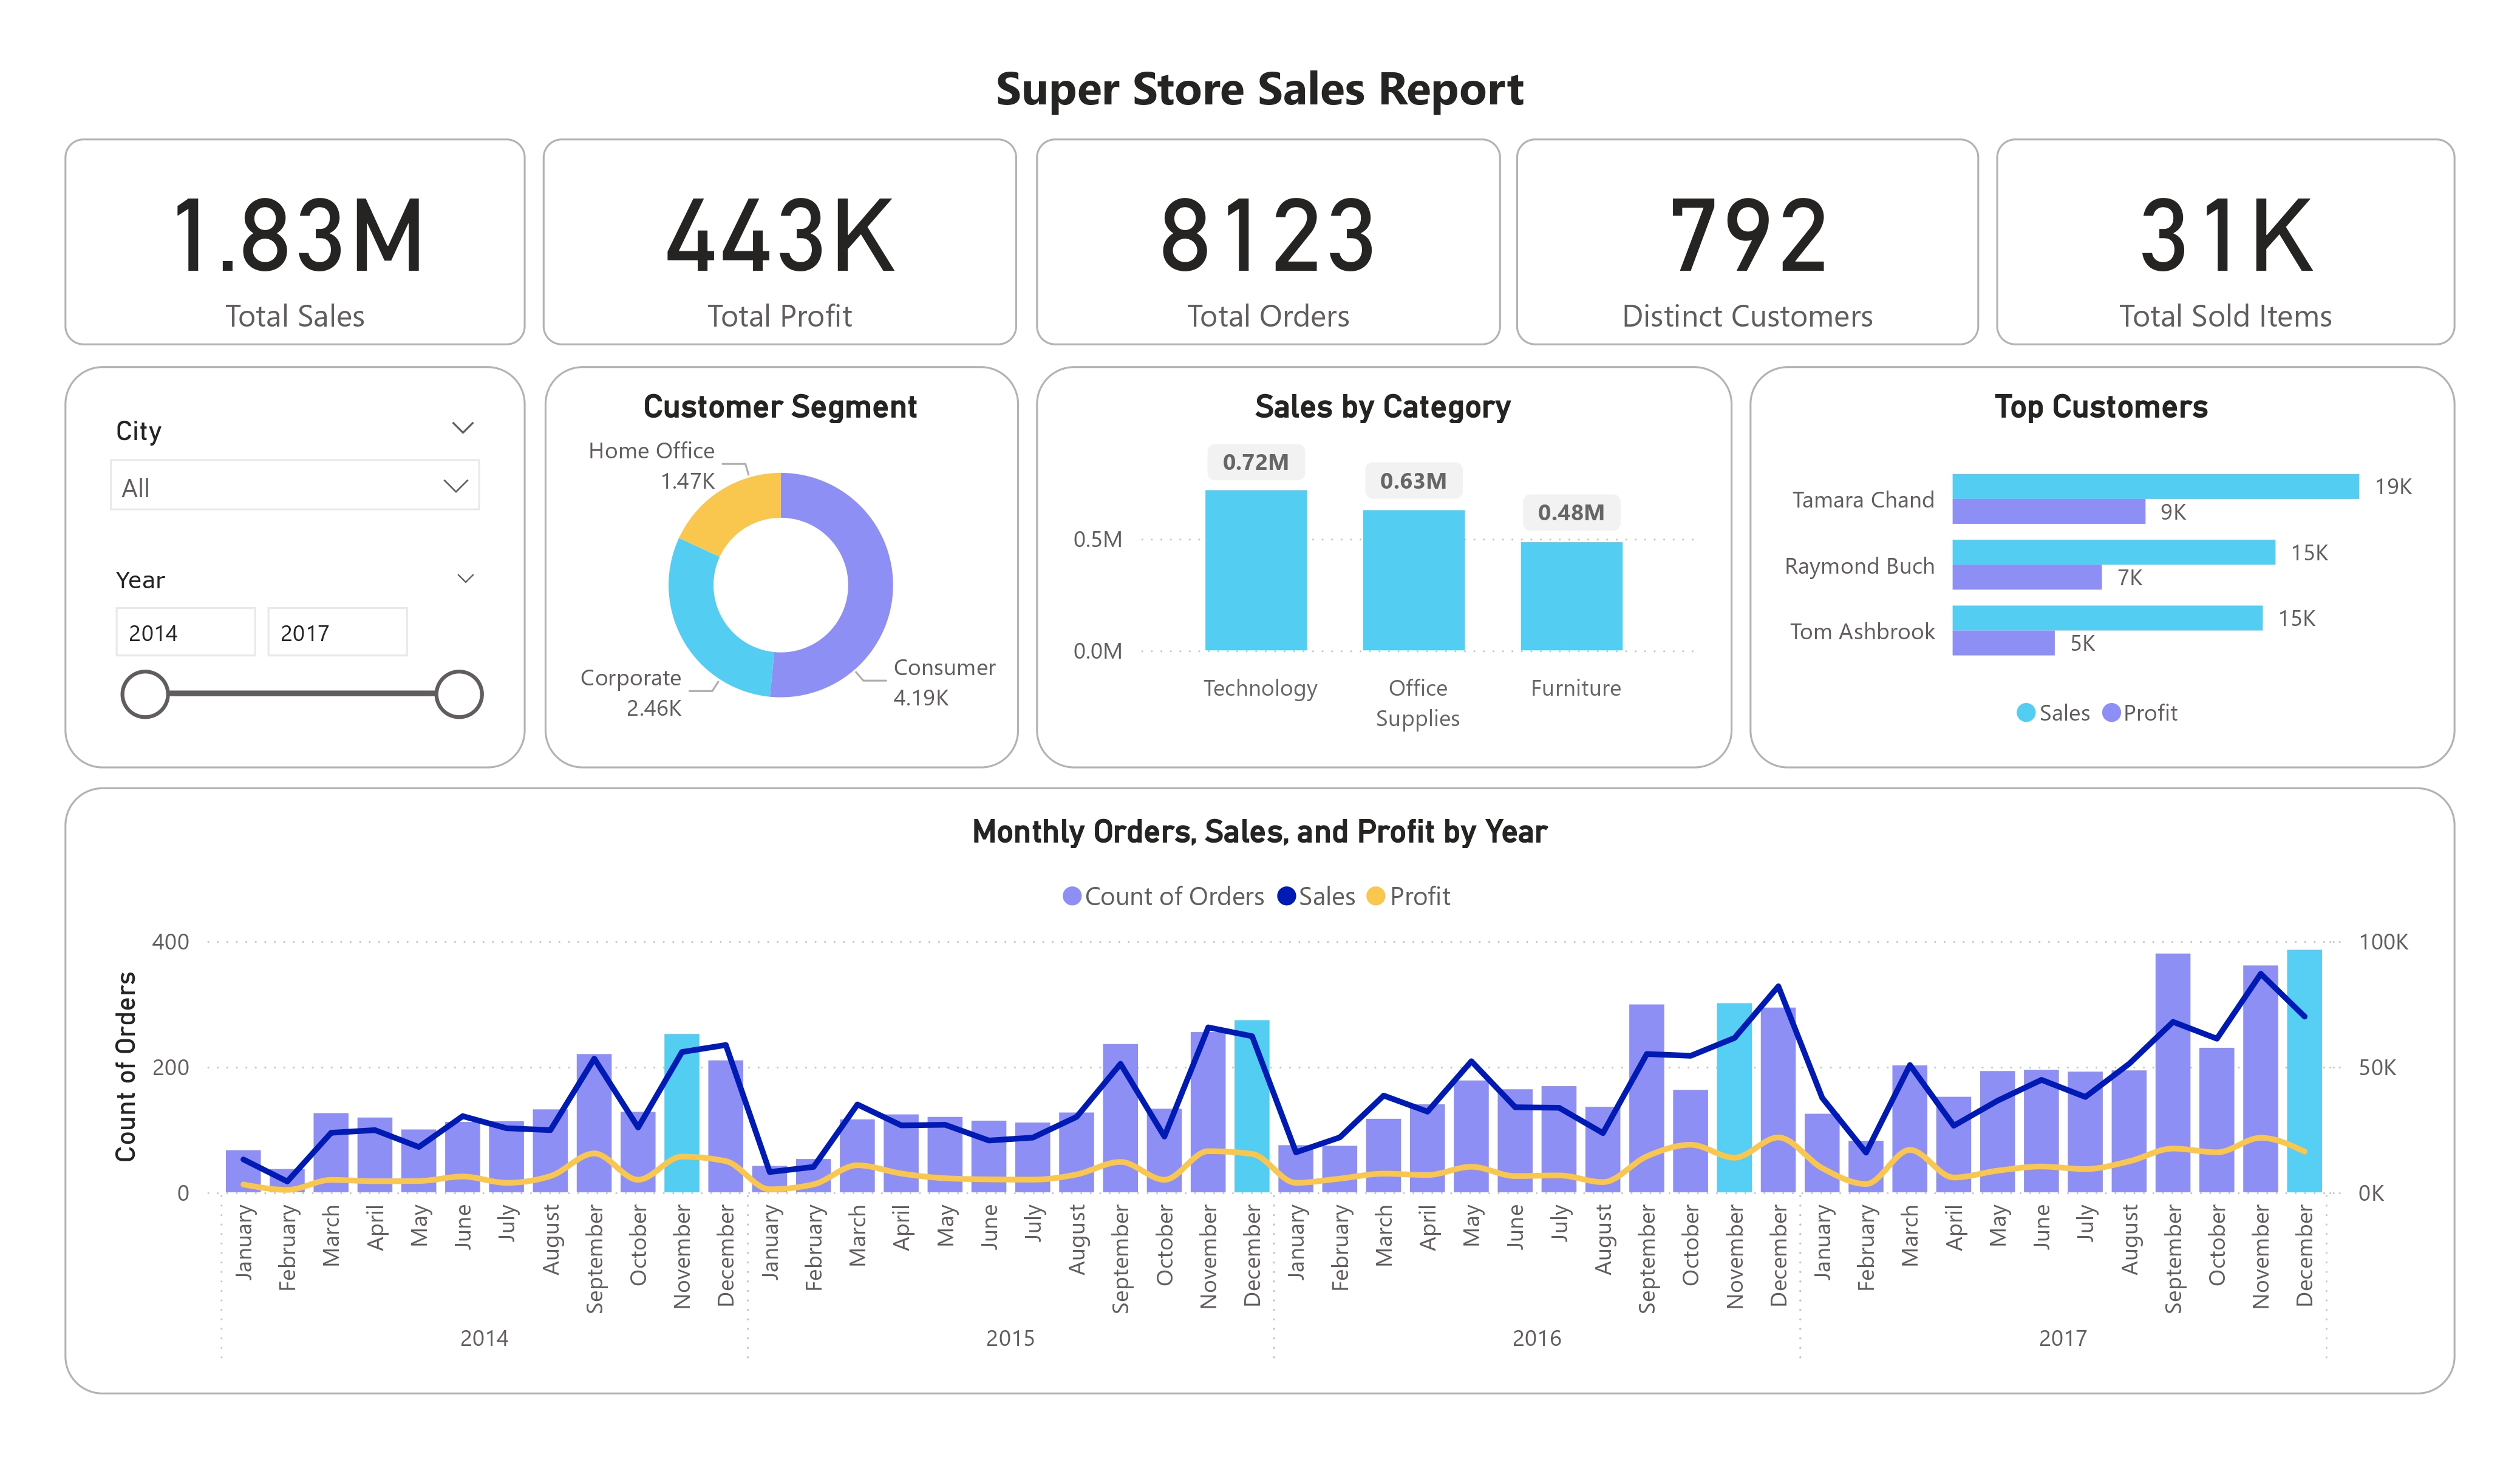 Super Store Sales Report
1.83M
Total Sales
443K
Total Profit
8123
Total Orders
792
Distinct Customers
31K
Total Sold Items
City
All
Year
2014 2017
Customer Segment
Home Office
1.47K
Corporate
2.46K
Consumer
4.19K
Sales by Category
0.72M
0.63M
0.48M
0.5M
0.0M
Technology
Office
Supplies
Furniture
Top Customers
Tamara Chand
19K
9K
Raymond Buch
15K
7K
Tom Ashbrook
15K
5K
Sales Profit
Monthly Orders, Sales, and Profit by Year
Count of Orders Sales Profit
Count of Orders
400
200
0
100K
50K
0K
January February March April May June July August September October November December
January February March April May June July August September October November December
January February March April May June July August September October November December
January February March April May June July August September October November December
2014 2015 2016 2017